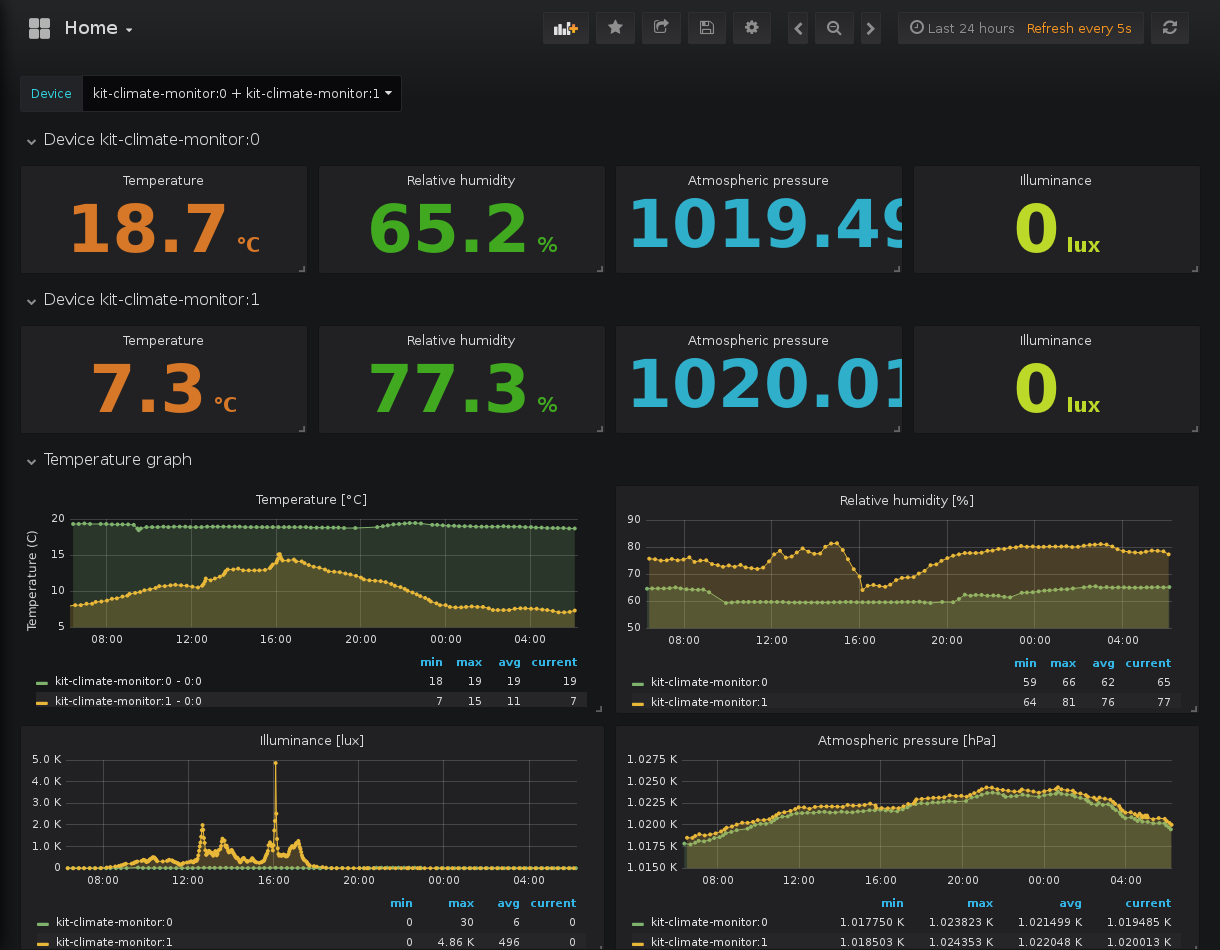 Home
Last 24 hours Refresh every 5s
Device kit-climate-monitor:0 + kit-climate-monitor:1
Device kit-climate-monitor:0
Temperature Relative humidity Atmospheric pressure Illuminance
18.7 °C 65.2 % 1019.49 0 lux
Device kit-climate-monitor:1
Temperature Relative humidity Atmospheric pressure Illuminance
7.3 °C 77.3 % 1020.01 0 lux
Temperature graph
Temperature [°C]
Temperature (C)
20
15
10
5
08:00 12:00 16:00 20:00 00:00 04:00
min max avg current
kit-climate-monitor:0 - 0:0 18 19 19 19
kit-climate-monitor:1 - 0:0 7 15 11 7
Relative humidity [%]
90
80
70
60
50
08:00 12:00 16:00 20:00 00:00 04:00
min max avg current
kit-climate-monitor:0 59 66 62 65
kit-climate-monitor:1 64 81 76 77
Illuminance [lux]
5.0 K
4.0 K
3.0 K
2.0 K
1.0 K
0
08:00 12:00 16:00 20:00 00:00 04:00
min max avg current
kit-climate-monitor:0 0 30 6 0
kit-climate-monitor:1 0 4.86 K 496 0
Atmospheric pressure [hPa]
1.0275 K
1.0250 K
1.0225 K
1.0200 K
1.0175 K
1.0150 K
08:00 12:00 16:00 20:00 00:00 04:00
min max avg current
kit-climate-monitor:0 1.017750 K 1.023823 K 1.021499 K 1.019485 K
kit-climate-monitor:1 1.018503 K 1.024353 K 1.022048 K 1.020013 K